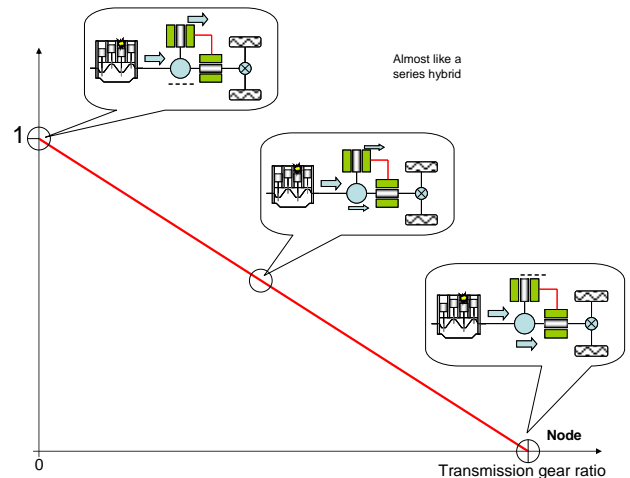 Almost like a
series hybrid
1
Node
0
Transmission gear ratio